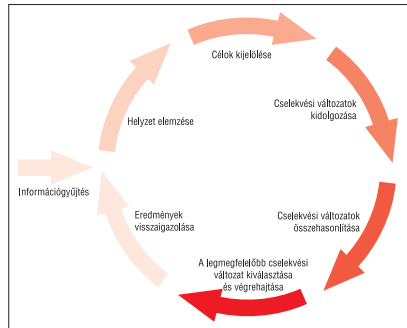 Célok kijelölése
Helyzet elemzése
Cselekvési változatok
kidolgozása
Információgyűjtés
Eredmények
visszaigazolása
Cselekvési változatok
összehasonlítása
A legmegfelelőbb cselekvési
változat kiválasztása
és végrehajtása